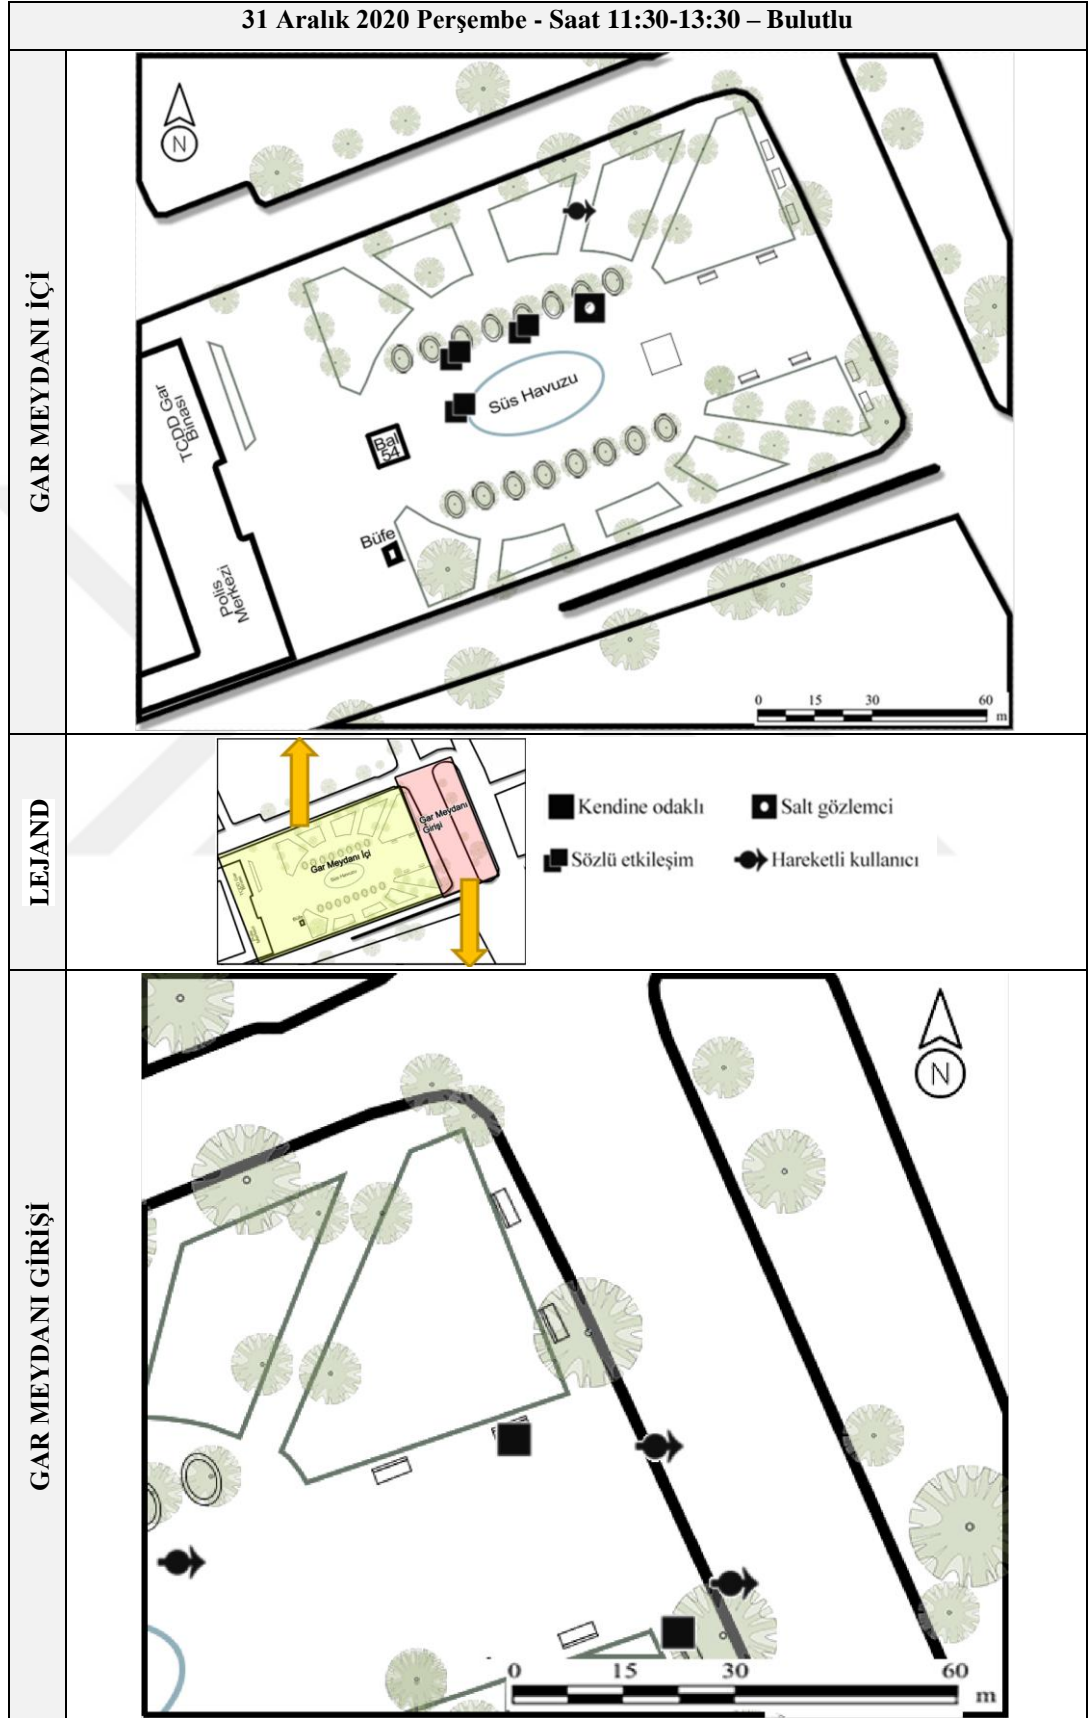 31 Aralık 2020 Perşembe - Saat 11:30-13:30 – Bulutlu
GAR MEYDANI İÇİ
N
TCDD Gar
Binası
Süs Havuzu
Bal
54
Büfe
Polis
Merkezi
0 15 30 60
m
LEJAND
Gar Meydanı
Girişi
Gar Meydanı İçi
Süs Havuzu
Büfe
Kendine odaklı
Salt gözlemci
Sözlü etkileşim
Hareketli kullanıcı
GAR MEYDANI GİRİŞİ
N
0 15 30 60
m